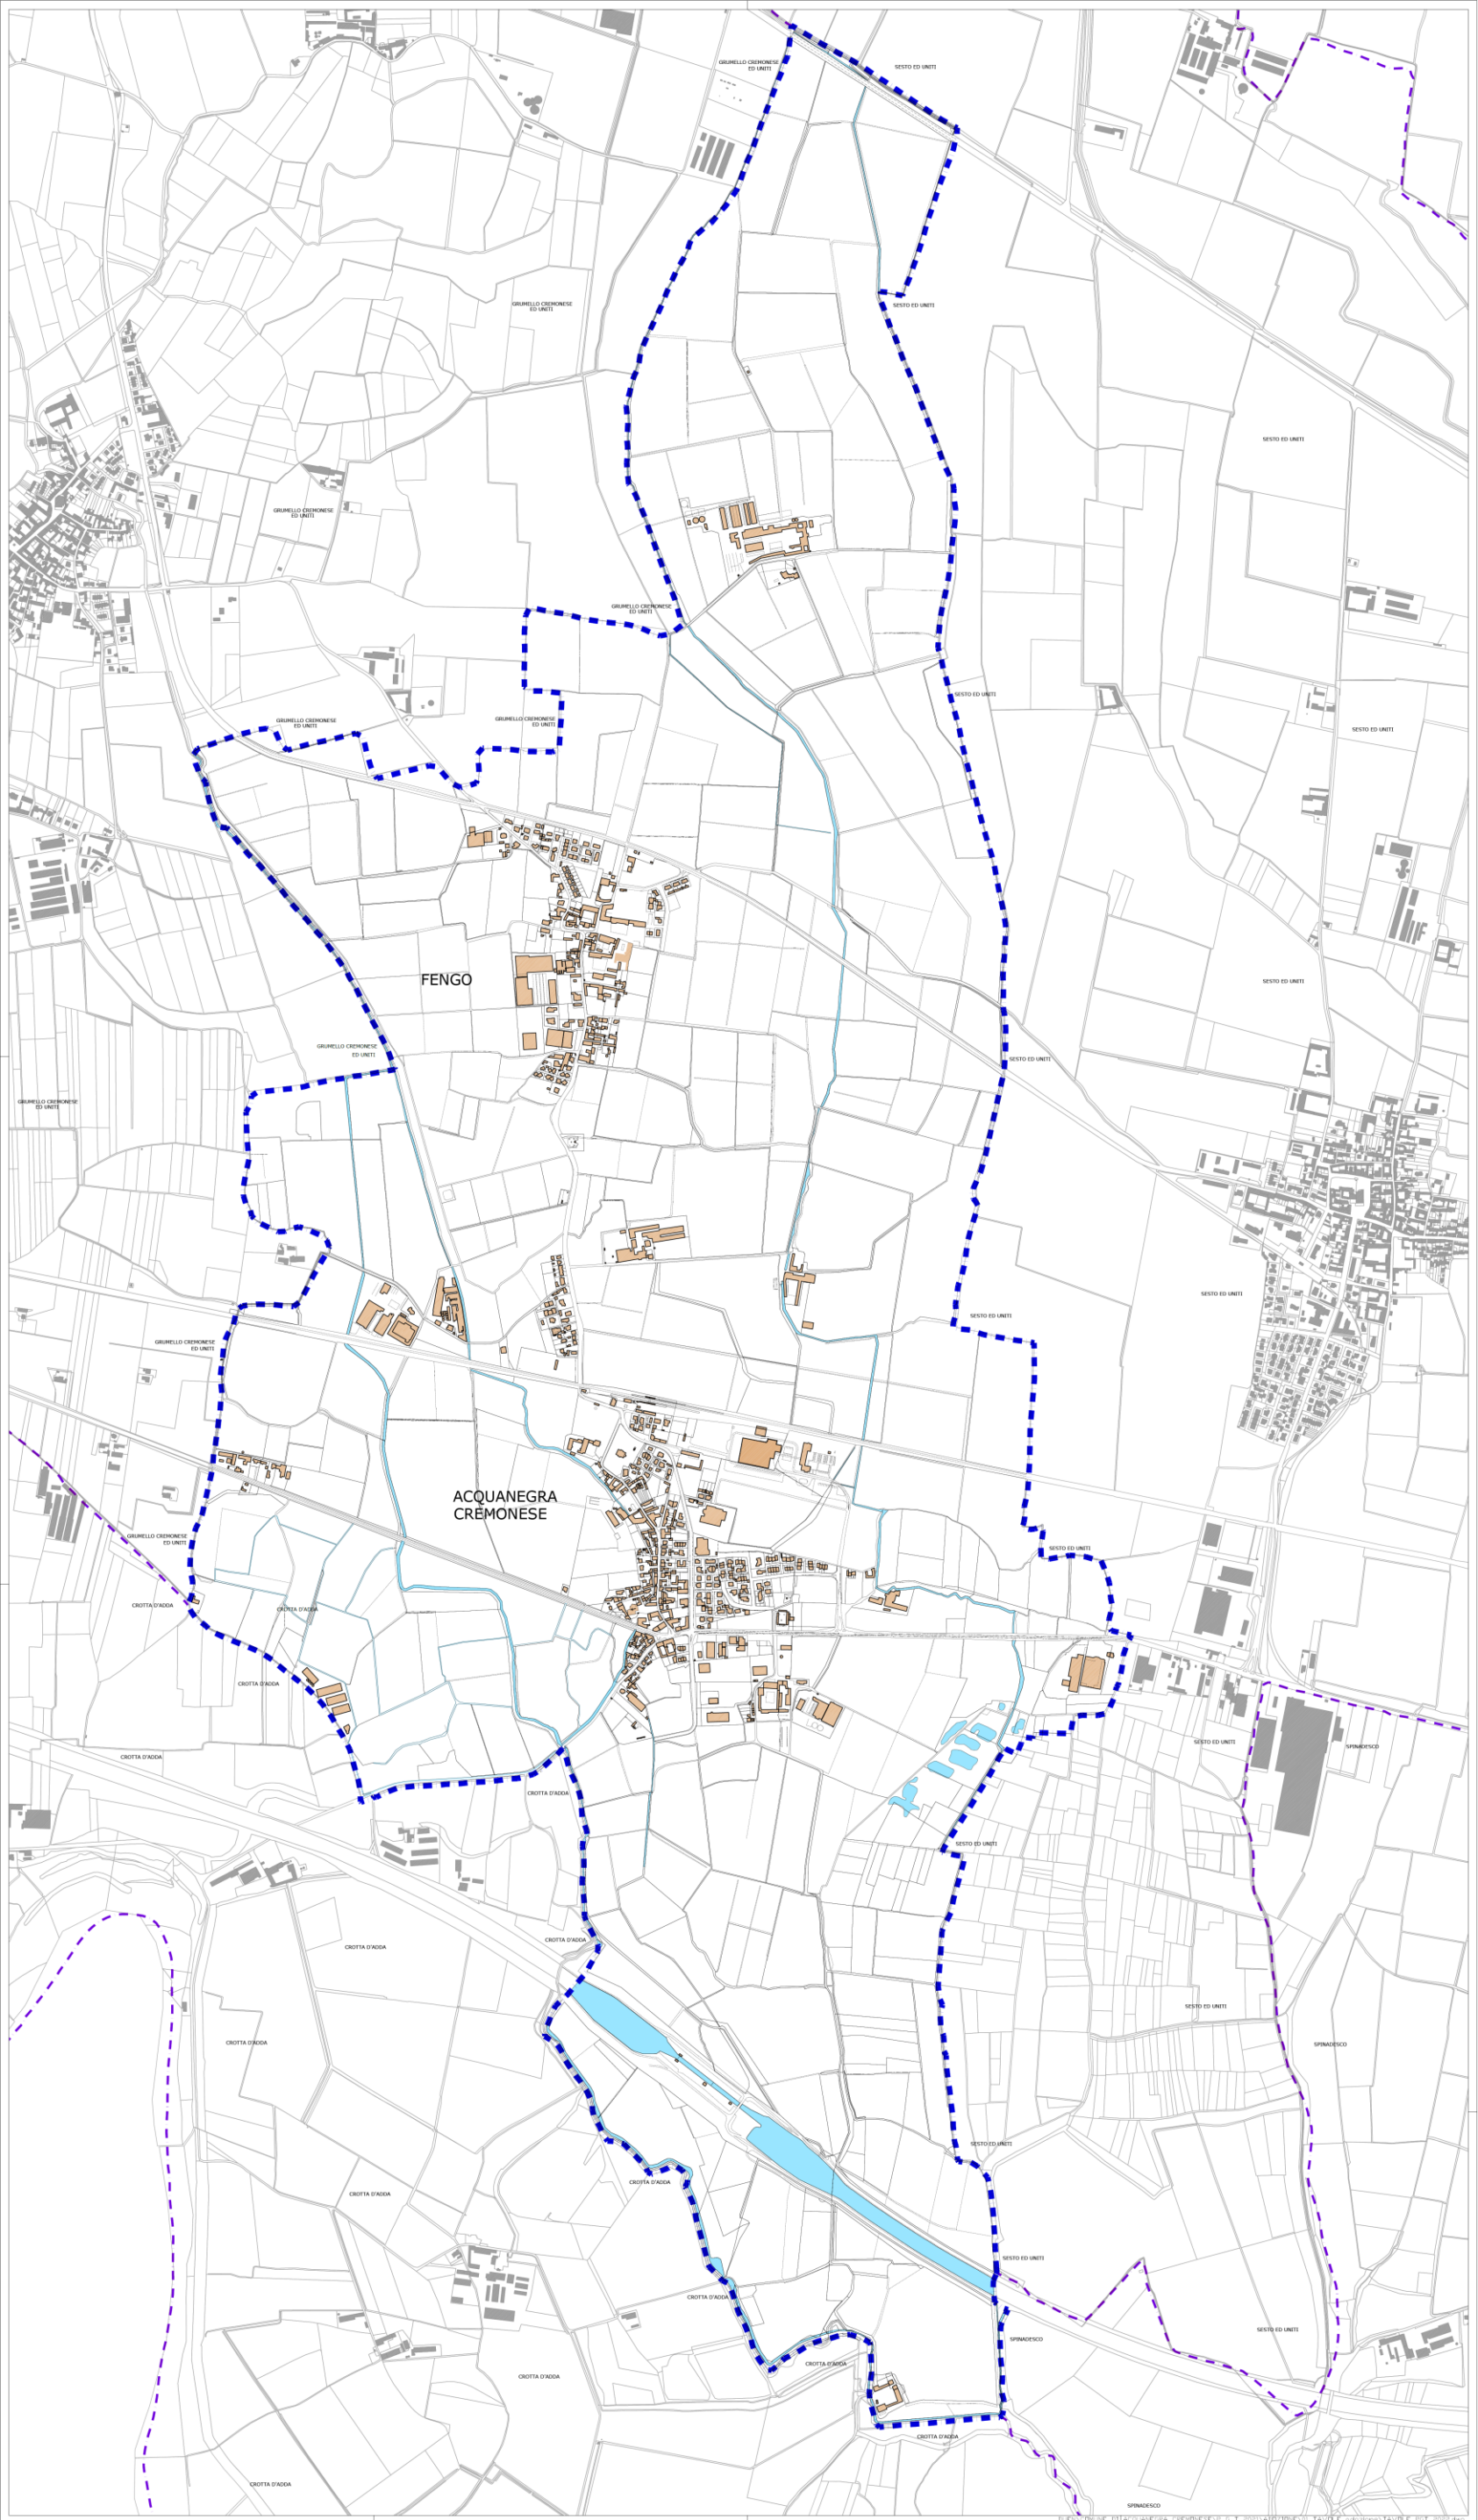 GRUMELLO CREMONESE
ED UNITI
SESTO ED UNITI
GRUMELLO CREMONESE
ED UNITI
SESTO ED UNITI
SESTO ED UNITI
GRUMELLO CREMONESE
ED UNITI
GRUMELLO CREMONESE
ED UNITI
SESTO ED UNITI
GRUMELLO CREMONESE
ED UNITI
GRUMELLO CREMONESE
ED UNITI
SESTO ED UNITI
FENGO
SESTO ED UNITI
GRUMELLO CREMONESE
ED UNITI
SESTO ED UNITI
GRUMELLO CREMONESE
ED UNITI
SESTO ED UNITI
SESTO ED UNITI
GRUMELLO CREMONESE
ED UNITI
ACQUANEGRA
CREMONESE
GRUMELLO CREMONESE
ED UNITI
SESTO ED UNITI
CROTTA D'ADDA
CROTTA D'ADDA
CROTTA D'ADDA
SESTO ED UNITI
SPINADESCO
CROTTA D'ADDA
CROTTA D'ADDA
SESTO ED UNITI
CROTTA D'ADDA
CROTTA D'ADDA
SESTO ED UNITI
CROTTA D'ADDA
SPINADESCO
SESTO ED UNITI
CROTTA D'ADDA
CROTTA D'ADDA
SESTO ED UNITI
CROTTA D'ADDA
SESTO ED UNITI
SPINADESCO
CROTTA D'ADDA
CROTTA D'ADDA
CROTTA D'ADDA
CROTTA D'ADDA
SPINADESCO